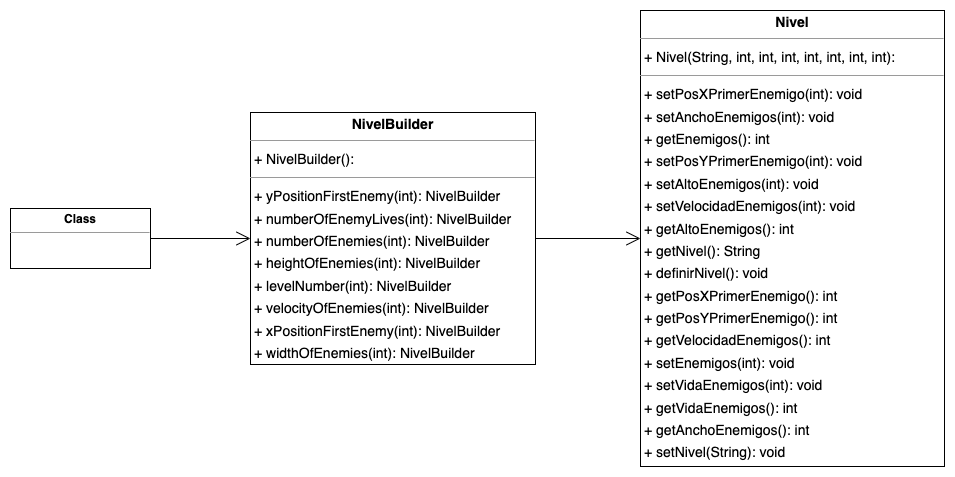 Class
NivelBuilder
+ NivelBuilder():
+ yPositionFirstEnemy(int): NivelBuilder
+ numberOfEnemyLives(int): NivelBuilder
+ numberOfEnemies(int): NivelBuilder
+ heightOfEnemies(int): NivelBuilder
+ levelNumber(int): NivelBuilder
+ velocityOfEnemies(int): NivelBuilder
+ xPositionFirstEnemy(int): NivelBuilder
+ widthOfEnemies(int): NivelBuilder
Nivel
+ Nivel(String, int, int, int, int, int, int, int):
+ setPosXPrimerEnemigo(int): void
+ setAnchoEnemigos(int): void
+ getEnemigos(): int
+ setPosYPrimerEnemigo(int): void
+ setAltoEnemigos(int): void
+ setVelocidadEnemigos(int): void
+ getAltoEnemigos(): int
+ getNivel(): String
+ definirNivel(): void
+ getPosXPrimerEnemigo(): int
+ getPosYPrimerEnemigo(): int
+ getVelocidadEnemigos(): int
+ setEnemigos(int): void
+ setVidaEnemigos(int): void
+ getVidaEnemigos(): int
+ getAnchoEnemigos(): int
+ setNivel(String): void